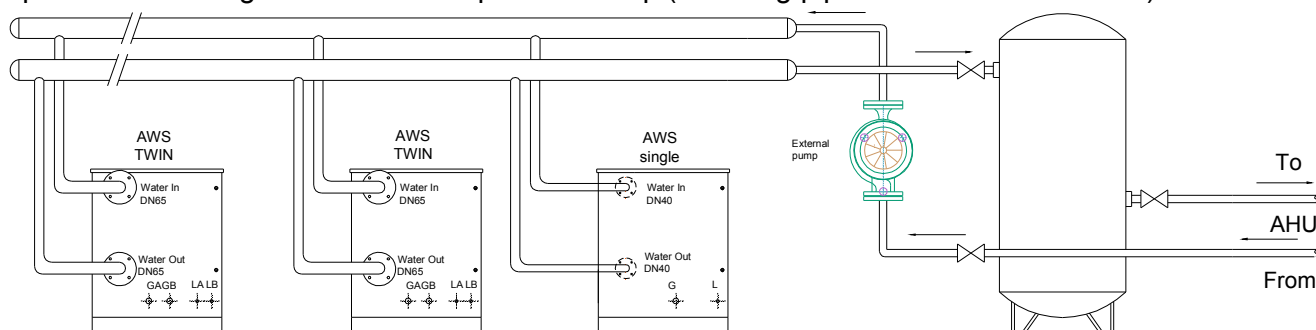 AWS
TWIN
Water In
DN65
Water Out
DN65
GAGB
LA LB
AWS
TWIN
Water In
DN65
Water Out
DN65
GAGB
LA LB
AWS
single
Water In
DN40
Water Out
DN40
G
L
External
pump
To
AHU
From